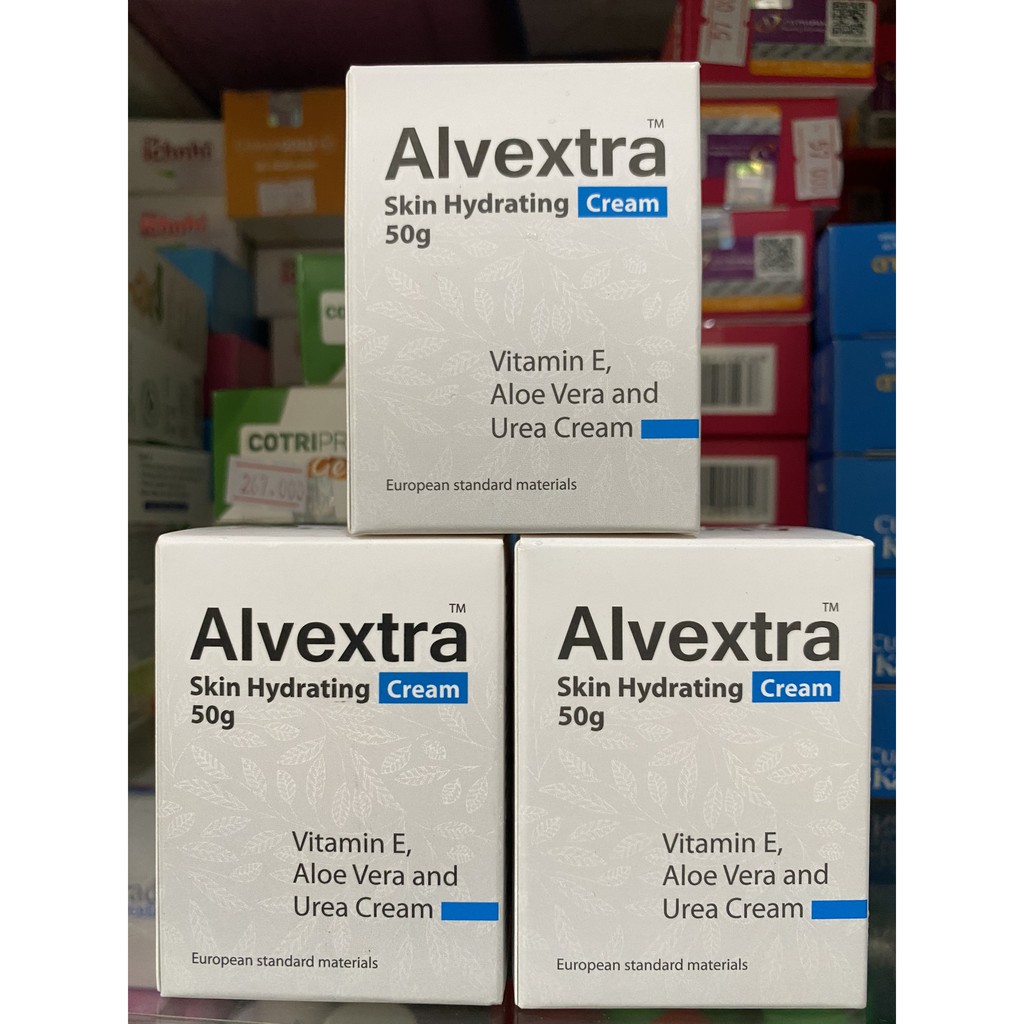 Alvextra™
Skin Hydrating Cream
50g
Vitamin E,
Aloe Vera and
Urea Cream
European standard materials
COTRIPR
Ge
267.000
Alvextra™
Skin Hydrating Cream
50g
Vitamin E,
Aloe Vera and
Urea Cream
European standard materials
Alvextra™
Skin Hydrating Cream
50g
Vitamin E,
Aloe Vera and
Urea Cream
European standard materials